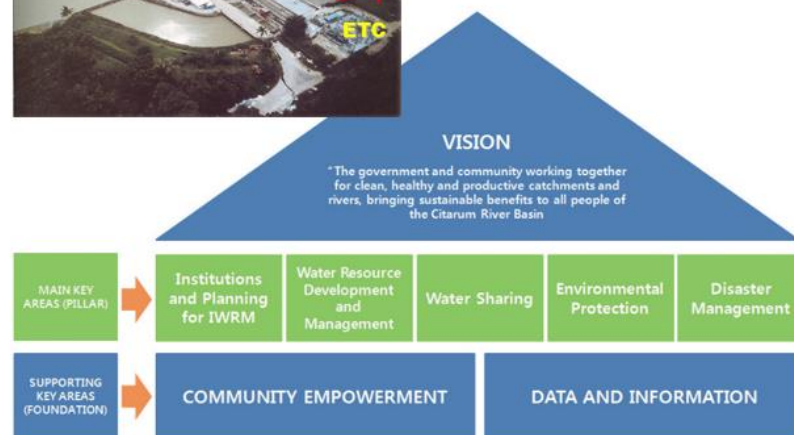 ETC
VISION
"The government and community working together
for clean, healthy and productive catchments and
rivers, bringing sustainable benefits to all people of
the Citarum River Basin
MAIN KEY
AREAS (PILLAR)
Institutions
and Planning
for IWRM
Water Resource
Development
and
Management
Water Sharing
Environmental
Protection
Disaster
Management
SUPPORTING
KEY AREAS
(FOUNDATION)
COMMUNITY EMPOWERMENT
DATA AND INFORMATION